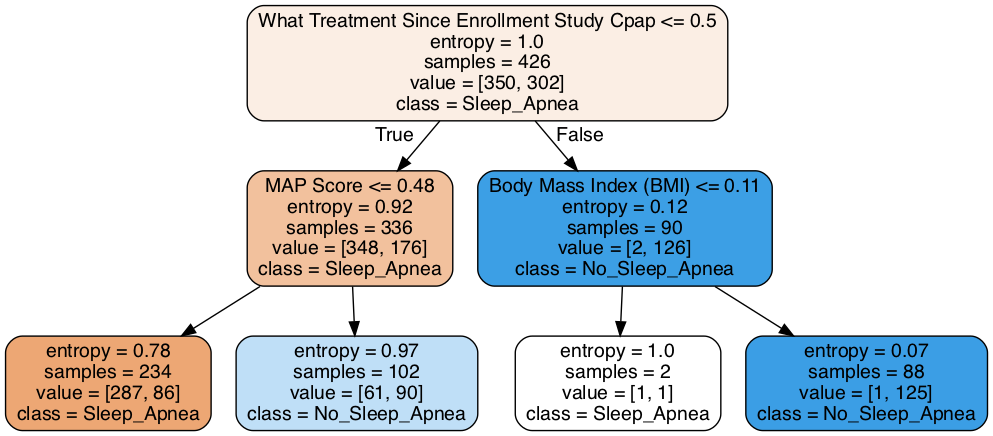 What Treatment Since Enrollment Study Cpap <= 0.5
entropy = 1.0
samples = 426
value = [350, 302]
class = Sleep_Apnea
True
False
MAP Score <= 0.48
entropy = 0.92
samples = 336
value = [348, 176]
class = Sleep_Apnea
Body Mass Index (BMI) <= 0.11
entropy = 0.12
samples = 90
value = [2, 126]
class = No_Sleep_Apnea
entropy = 0.78
samples = 234
value = [287, 86]
class = Sleep_Apnea
entropy = 0.97
samples = 102
value = [61, 90]
class = No_Sleep_Apnea
entropy = 1.0
samples = 2
value = [1, 1]
class = Sleep_Apnea
entropy = 0.07
samples = 88
value = [1, 125]
class = No_Sleep_Apnea